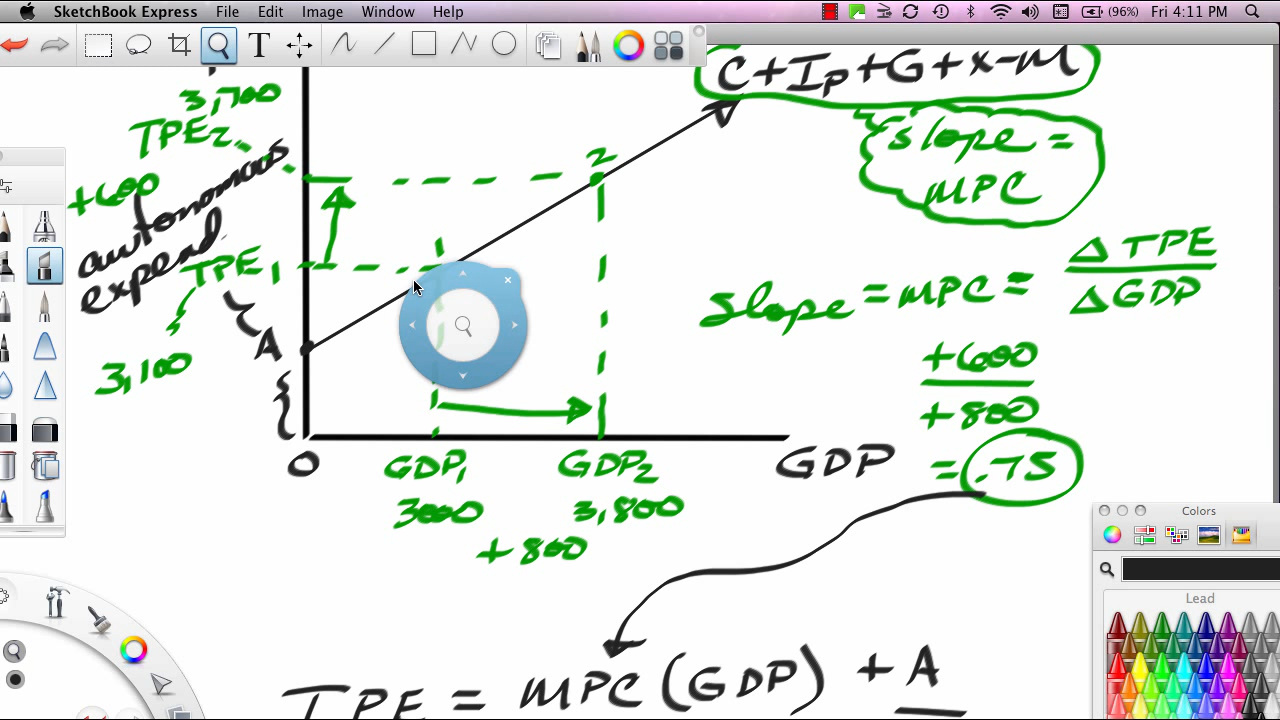 SketchBook Express File Edit Image Window Help (96%) Fri 4:11 PM
T
C+Ip+G+x-M
3,700
TPE2
slope =
MPC
2
+600
autonomous
expend.
TPE1
slope = MPC = Δ TPE
Δ GDP
A
3,100
+600
+800
= .75
0 GDP1 GDP2 GDP
3000 3,800
+800
Colors
Lead
TPE = MPC (GDP) + A